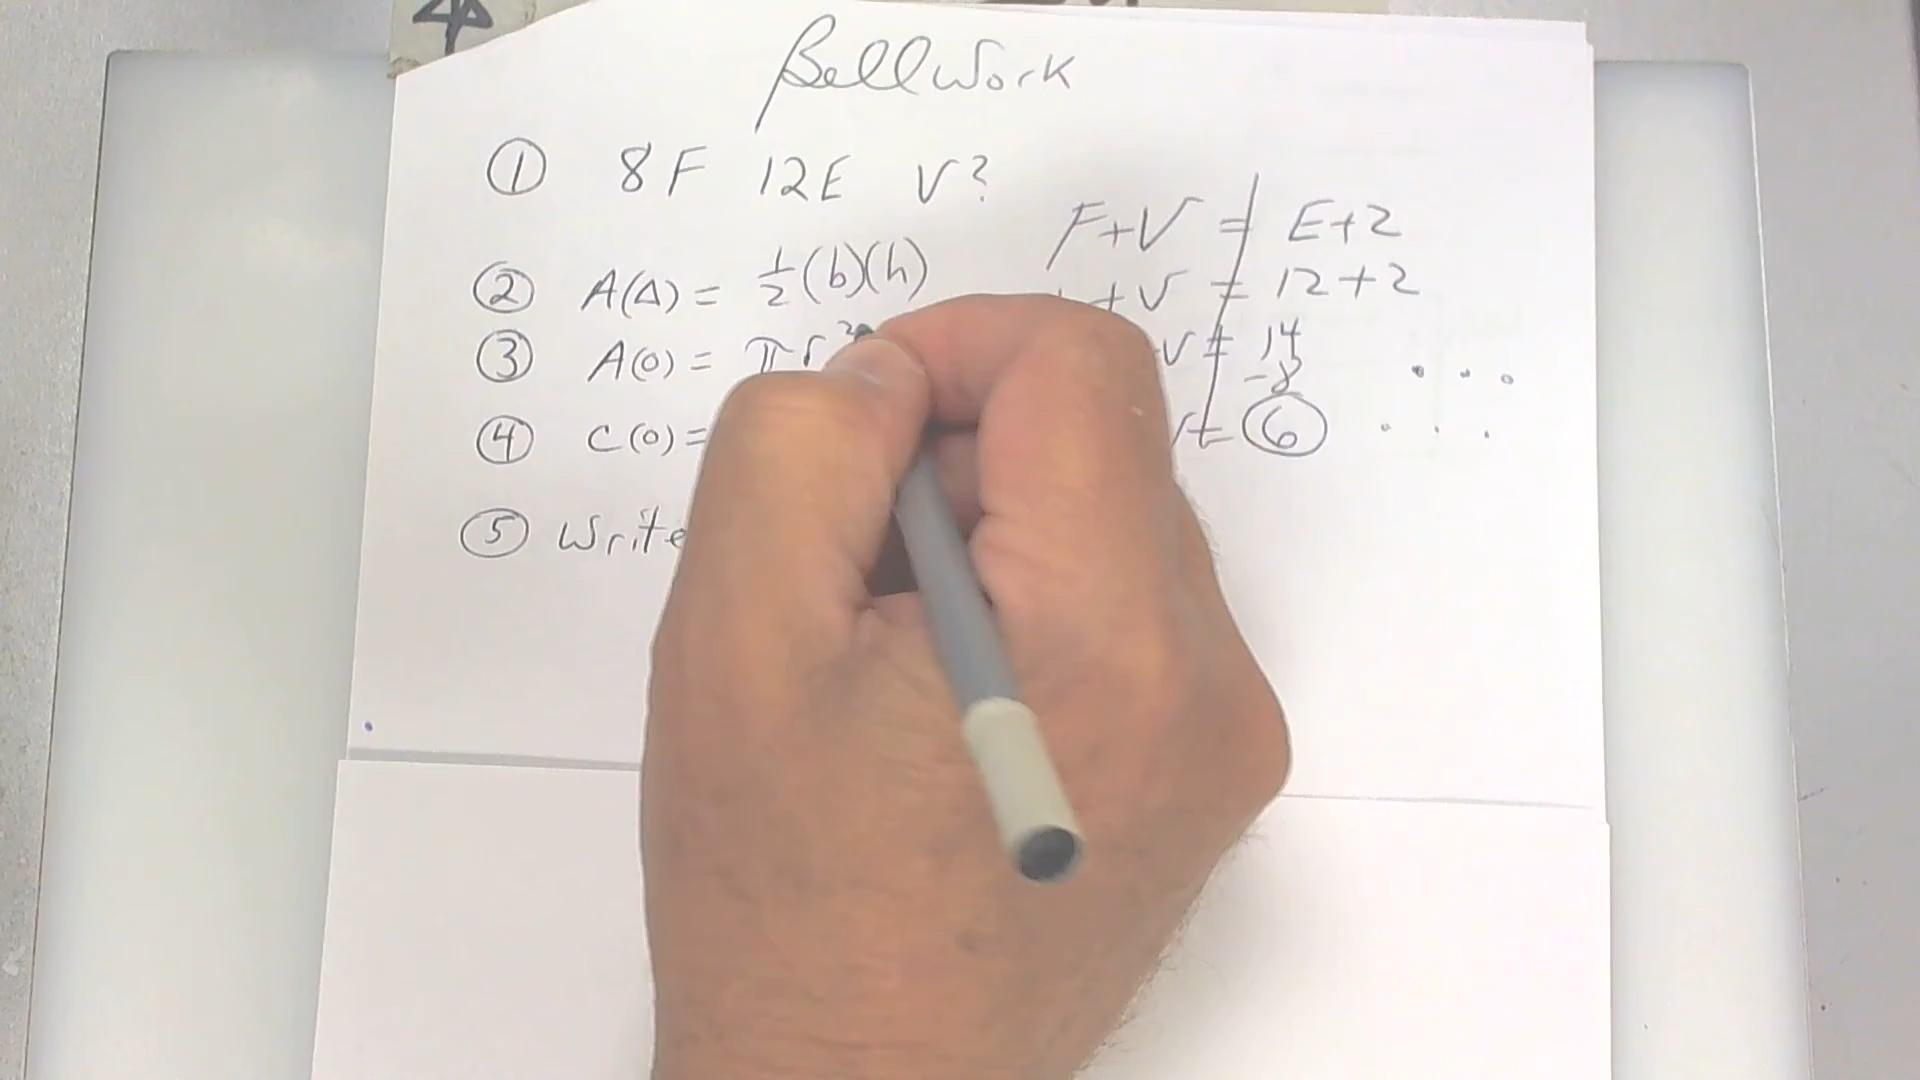 Bellwork
① 8F 12E V?
② A(△) = ½(b)(h)
③ A(o) = πr²
④ C(o) =
⑤ Write
F+V = E+2
+V = 12+2
V = 14
-8
V = 6